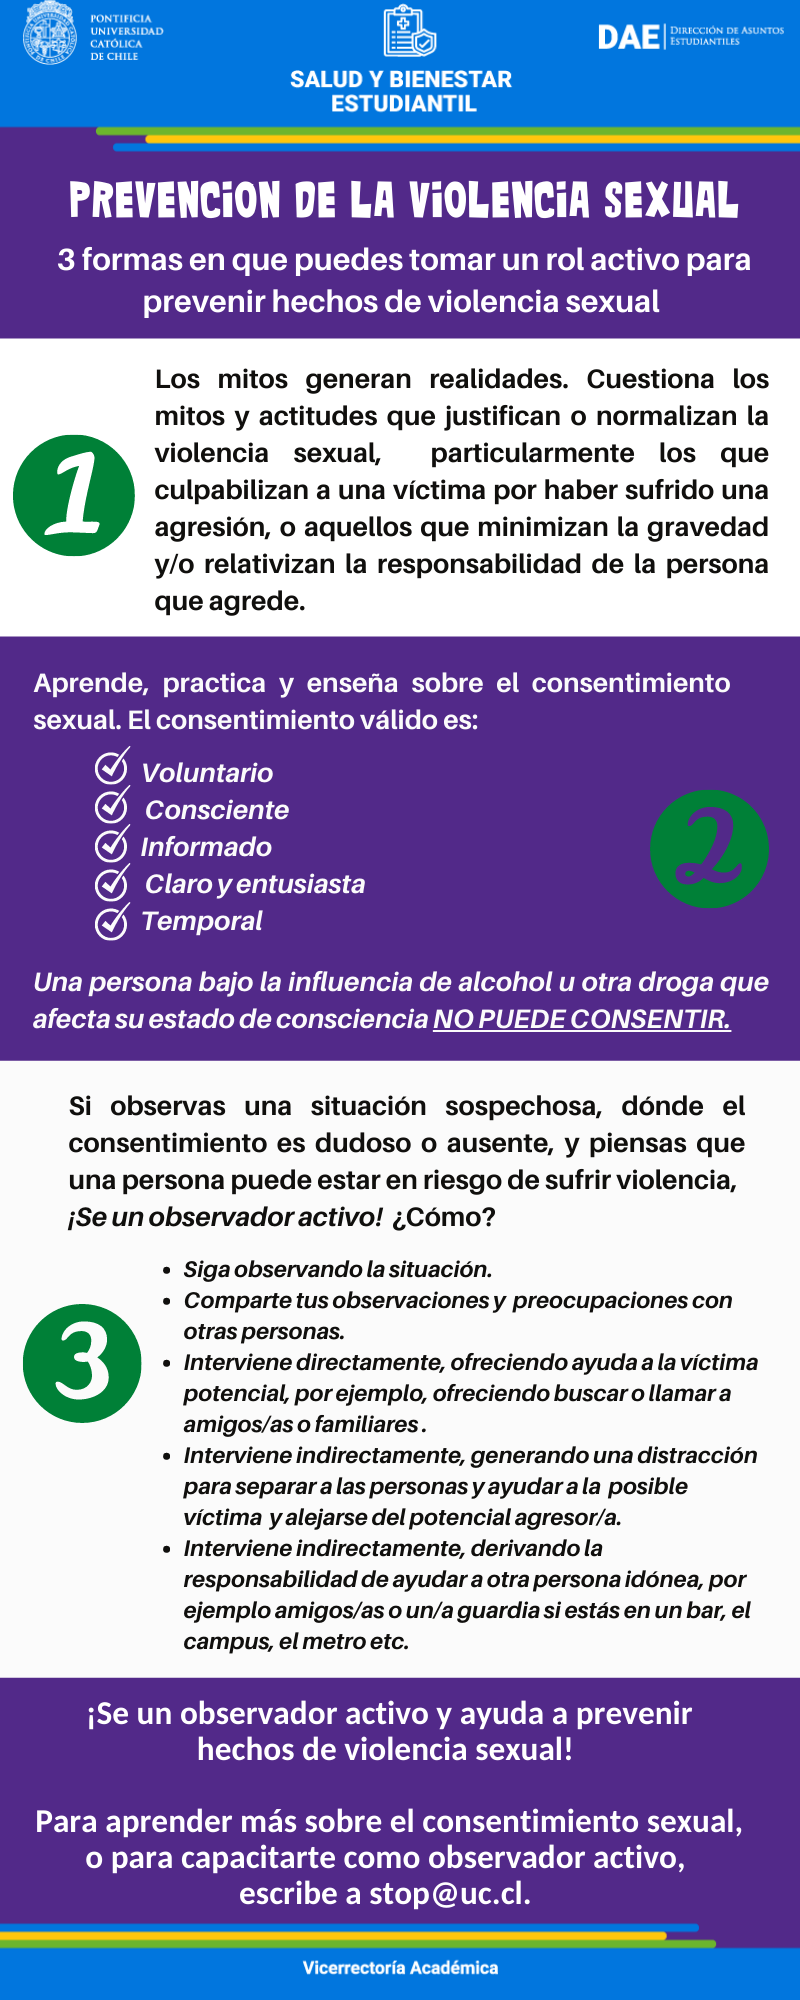 PONTIFICIA
UNIVERSIDAD
CATÓLICA
DE CHILE
SALUD Y BIENESTAR
ESTUDIANTIL
DAE | DIRECCIÓN DE ASUNTOS
ESTUDIANTILES
PREVENCION DE LA VIOLENCIA SEXUAL
3 formas en que puedes tomar un rol activo para
prevenir hechos de violencia sexual
1
Los mitos generan realidades. Cuestiona los
mitos y actitudes que justifican o normalizan la
violencia sexual, particularmente los que
culpabilizan a una víctima por haber sufrido una
agresión, o aquellos que minimizan la gravedad
y/o relativizan la responsabilidad de la persona
que agrede.
Aprende, practica y enseña sobre el consentimiento
sexual. El consentimiento válido es:
Voluntario
Consciente
Informado
Claro y entusiasta
Temporal
2
Una persona bajo la influencia de alcohol u otra droga que
afecta su estado de consciencia NO PUEDE CONSENTIR.
Si observas una situación sospechosa, dónde el
consentimiento es dudoso o ausente, y piensas que
una persona puede estar en riesgo de sufrir violencia,
¡Se un observador activo! ¿Cómo?
3
• Siga observando la situación.
• Comparte tus observaciones y preocupaciones con
otras personas.
• Interviene directamente, ofreciendo ayuda a la víctima
potencial, por ejemplo, ofreciendo buscar o llamar a
amigos/as o familiares .
• Interviene indirectamente, generando una distracción
para separar a las personas y ayudar a la posible
víctima y alejarse del potencial agresor/a.
• Interviene indirectamente, derivando la
responsabilidad de ayudar a otra persona idónea, por
ejemplo amigos/as o un/a guardia si estás en un bar, el
campus, el metro etc.
¡Se un observador activo y ayuda a prevenir
hechos de violencia sexual!
Para aprender más sobre el consentimiento sexual,
o para capacitarte como observador activo,
escribe a stop@uc.cl.
Vicerrectoría Académica